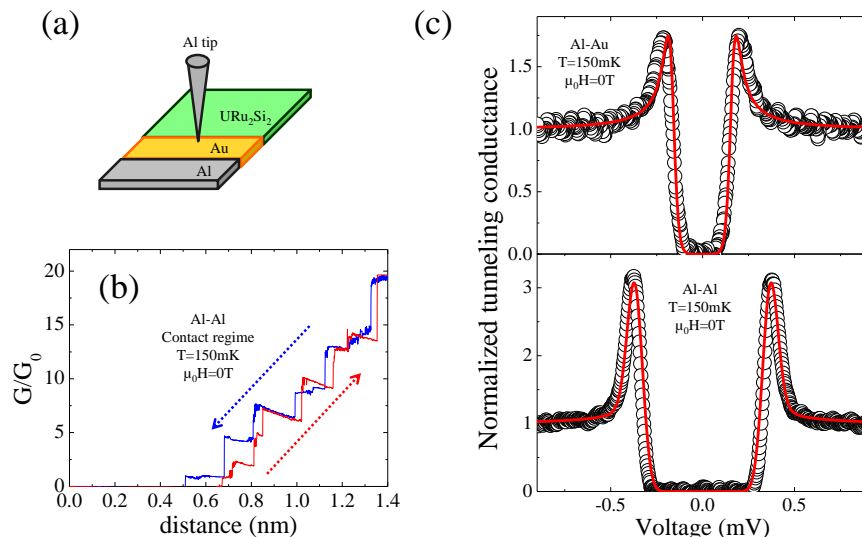 (a)
Al tip
URu₂Si₂
Au
Al
(b)
Al-Al
Contact regime
T=150mK
μ₀H=0T
G/G₀
20
15
10
5
0
0.0 0.2 0.4 0.6 0.8 1.0 1.2 1.4
distance (nm)
(c)
Al-Au
T=150mK
μ₀H=0T
1.5
1.0
0.5
0.0
Al-Al
T=150mK
μ₀H=0T
3
2
1
0
Normalized tunneling conductance
-0.5 0.0 0.5
Voltage (mV)